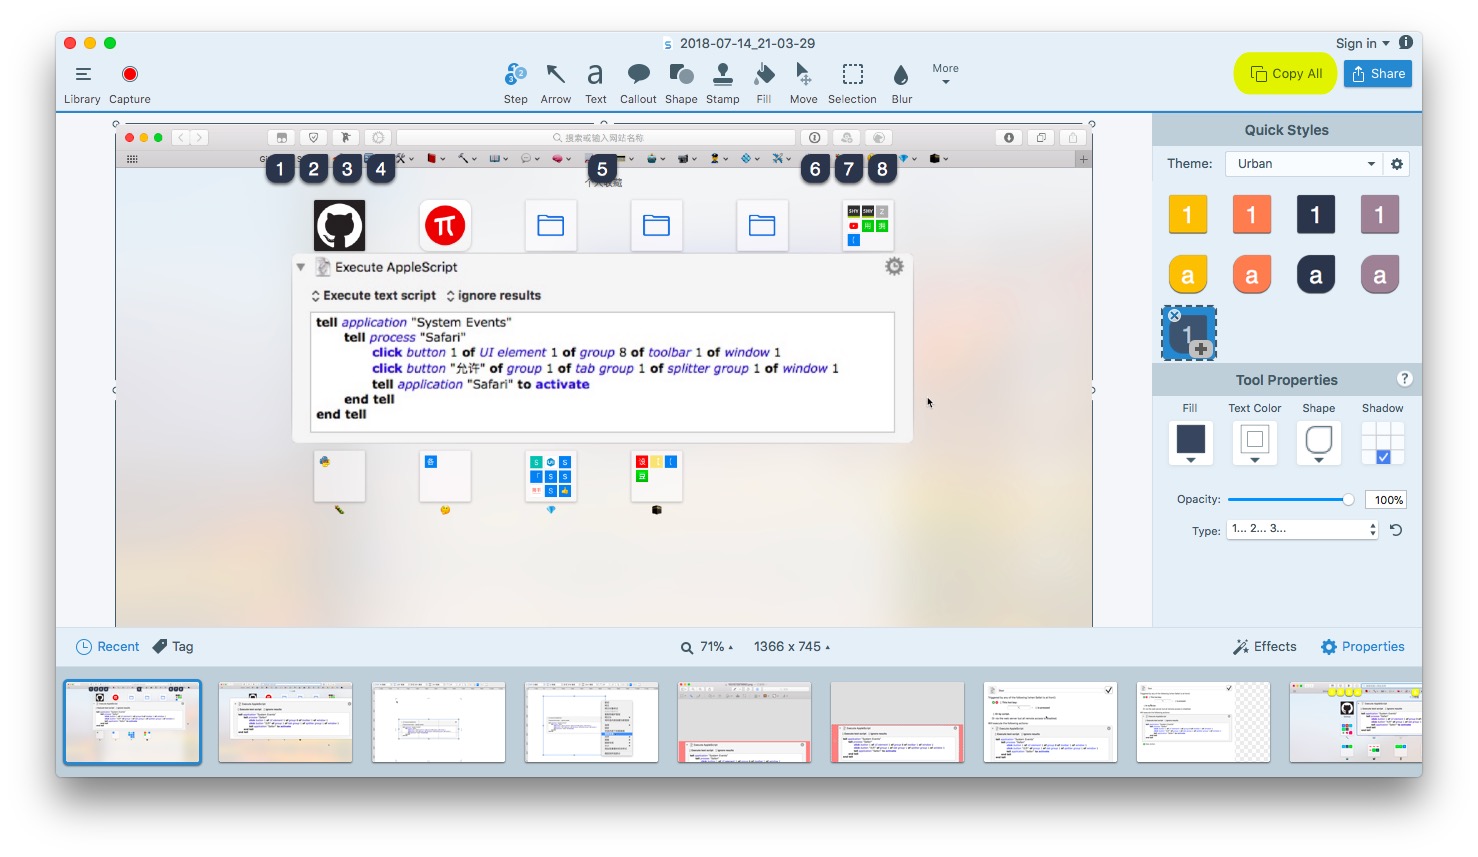 2018-07-14_21-03-29
Sign in
Library
Capture
Step
Arrow
Text
Callout
Shape
Stamp
Fill
Move
Selection
Blur
More
Copy All
Share
搜索或输入网站名称
1
2
3
4
5
6
7
8
个人收藏
Execute AppleScript
Execute text script
ignore results
tell application "System Events"
tell process "Safari"
click button 1 of UI element 1 of group 8 of toolbar 1 of window 1
click button "允许" of group 1 of tab group 1 of splitter group 1 of window 1
tell application "Safari" to activate
end tell
end tell
Quick Styles
Theme:
Urban
1 1 1 1
a a a a
1
Tool Properties
?
Fill
Text Color
Shape
Shadow
Opacity:
100%
Type:
1... 2... 3...
Recent
Tag
71%
1366 x 745
Effects
Properties